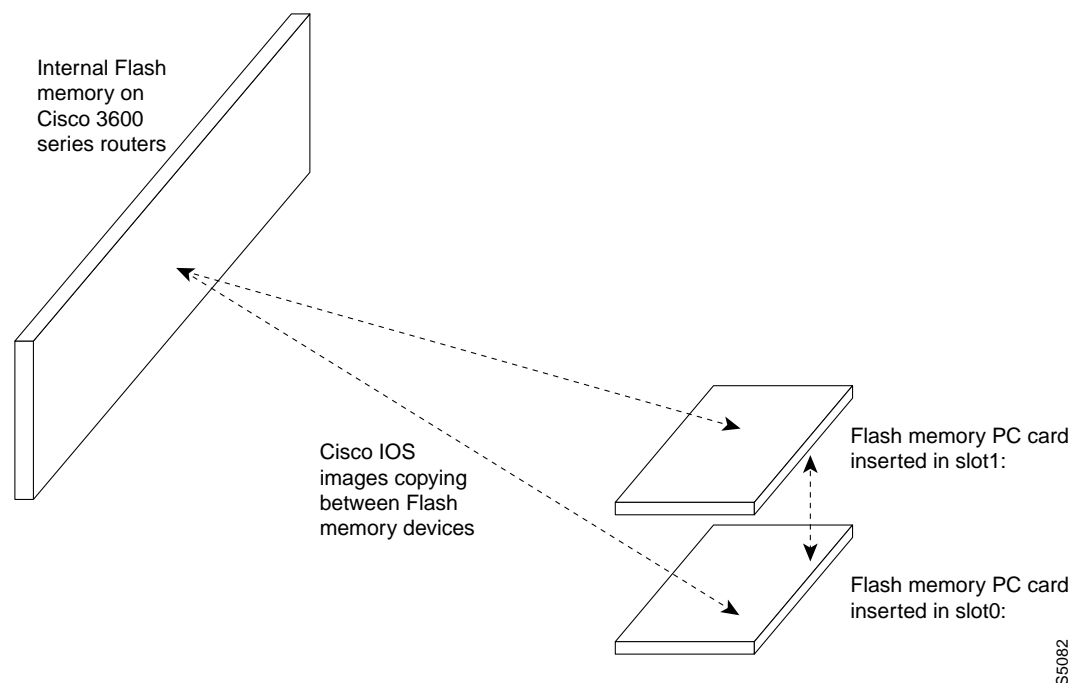 Internal Flash
memory on
Cisco 3600
series routers
Cisco IOS
images copying
between Flash
memory devices
Flash memory PC card
inserted in slot1:
Flash memory PC card
inserted in slot0:
S5082